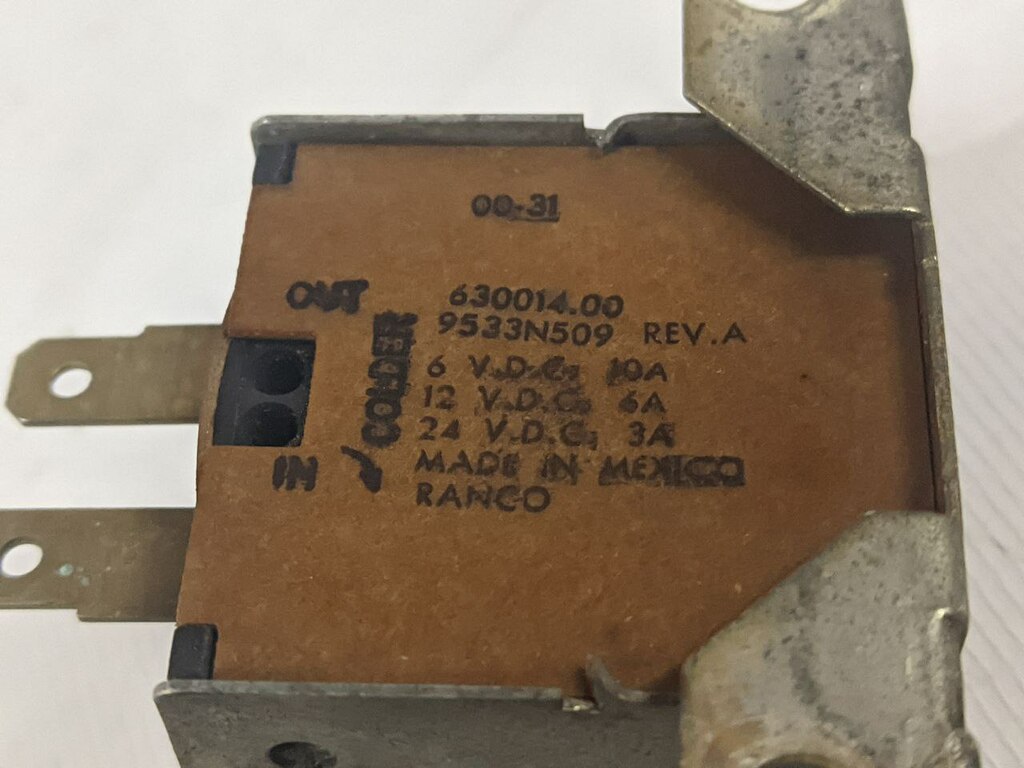 00-31
OUT
COLDER
IN
630014.00
9533N509 REV.A
6 V.D.C. 10A
12 V.D.C. 6A
24 V.D.C. 3A
MADE IN MEXICO
RANCO